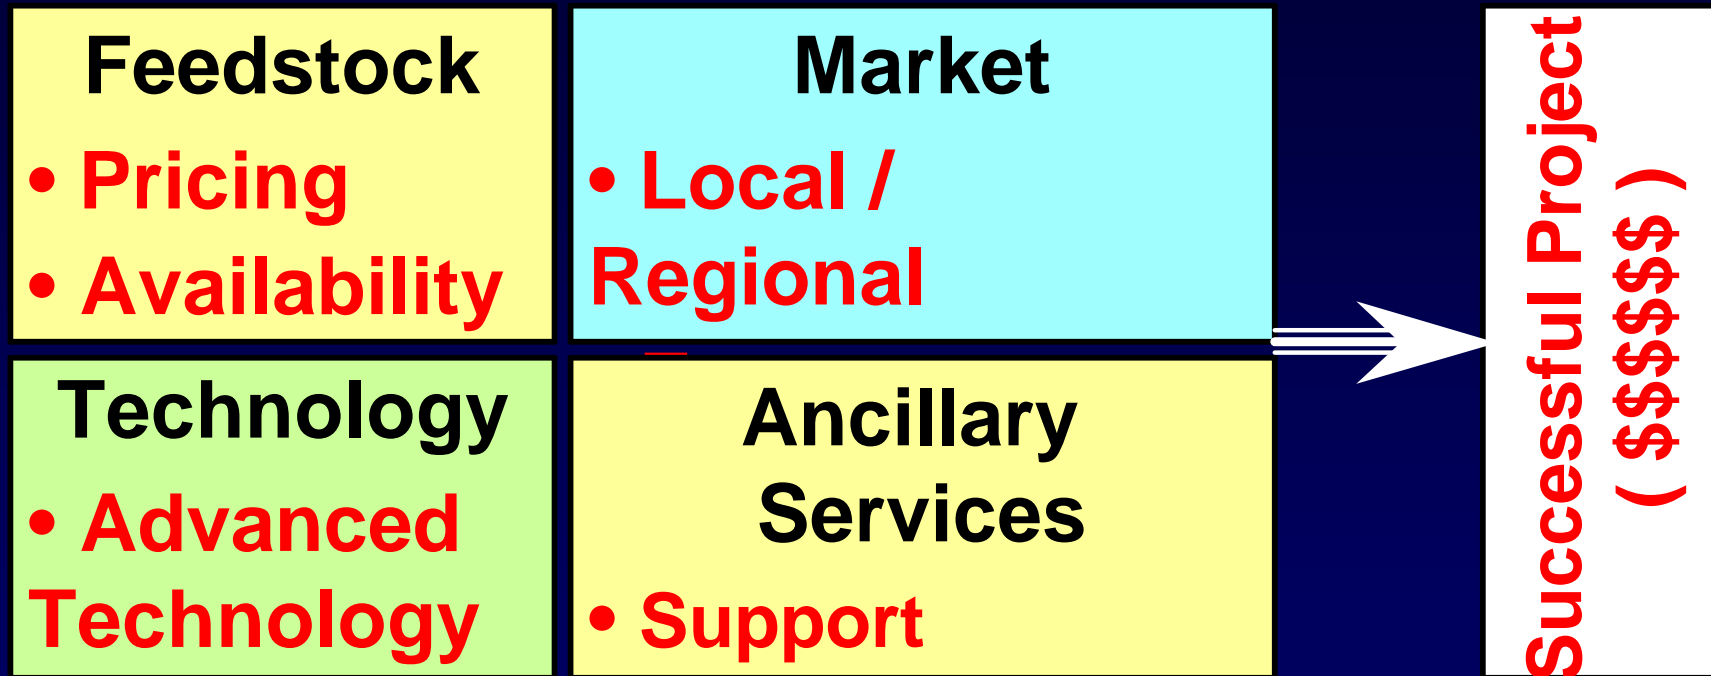 Feedstock
• Pricing
• Availability
Market
• Local /
Regional
Technology
• Advanced
Technology
Ancillary
Services
• Support
Successful Project
( $$$$$$ )